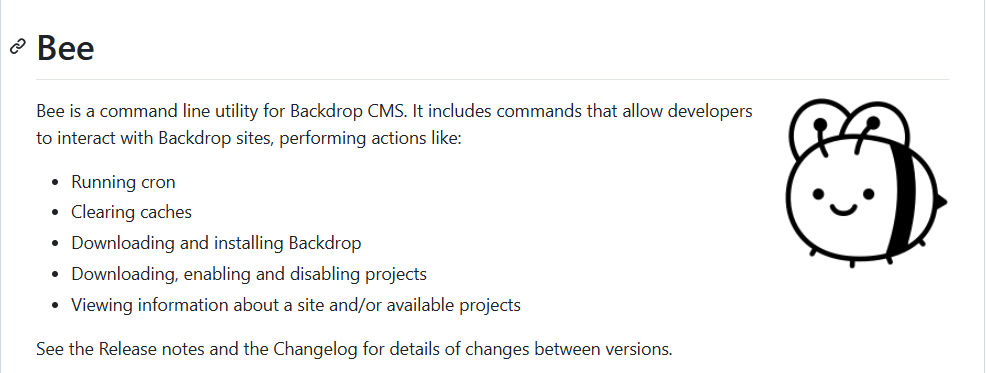 Bee
Bee is a command line utility for Backdrop CMS. It includes commands that allow developers
to interact with Backdrop sites, performing actions like:
Running cron
Clearing caches
Downloading and installing Backdrop
Downloading, enabling and disabling projects
Viewing information about a site and/or available projects
See the Release notes and the Changelog for details of changes between versions.